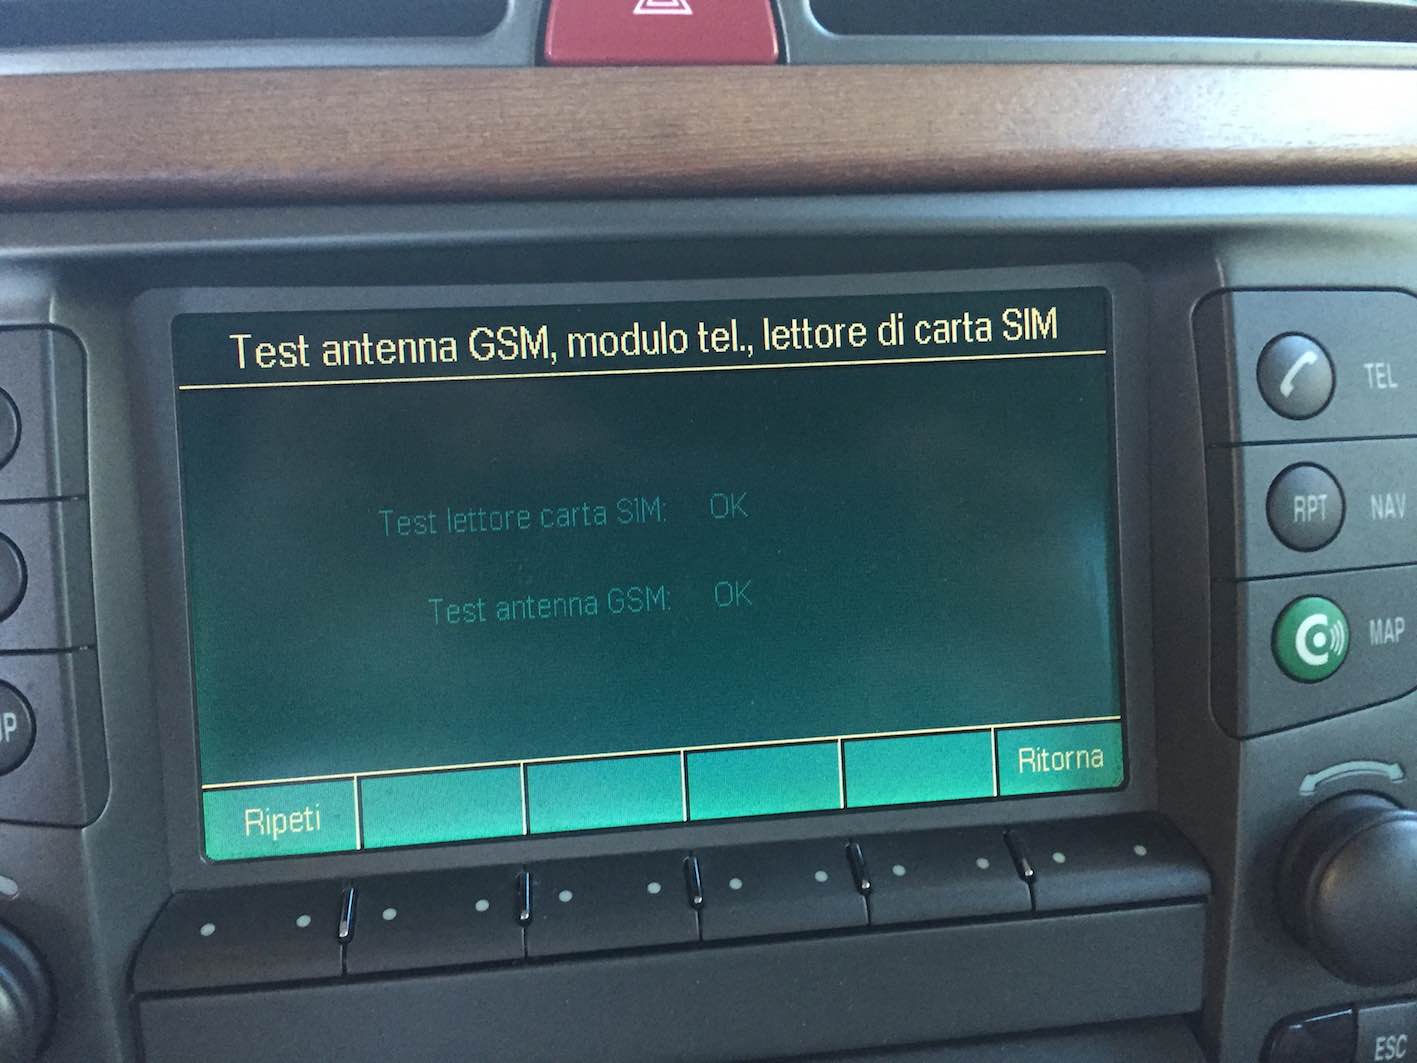 Test antenna GSM, modulo tel., lettore di carta SIM
TEL
Test lettore carta SIM: OK
RPT NAV
Test antenna GSM: OK
MAP
Ripeti Ritorna
ESC